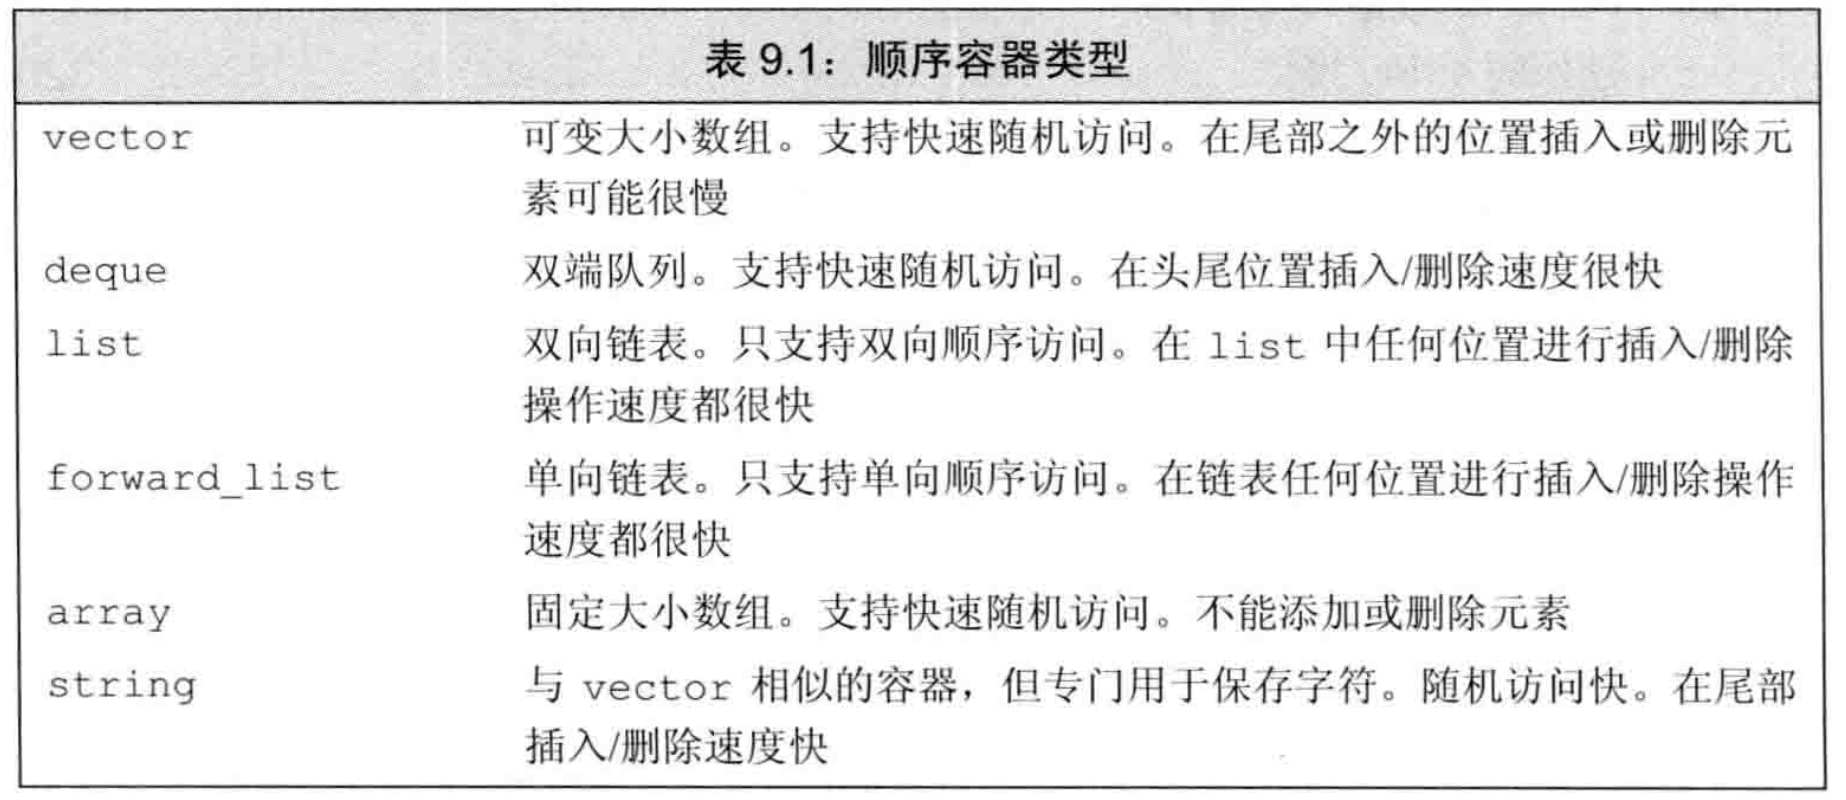 表 9.1：顺序容器类型
vector 可变大小数组。支持快速随机访问。在尾部之外的位置插入或删除元
素可能很慢
deque 双端队列。支持快速随机访问。在头尾位置插入/删除速度很快
list 双向链表。只支持双向顺序访问。在 list 中任何位置进行插入/删除
操作速度都很快
forward_list 单向链表。只支持单向顺序访问。在链表任何位置进行插入/删除操作
速度都很快
array 固定大小数组。支持快速随机访问。不能添加或删除元素
string 与 vector 相似的容器，但专门用于保存字符。随机访问快。在尾部
插入/删除速度快